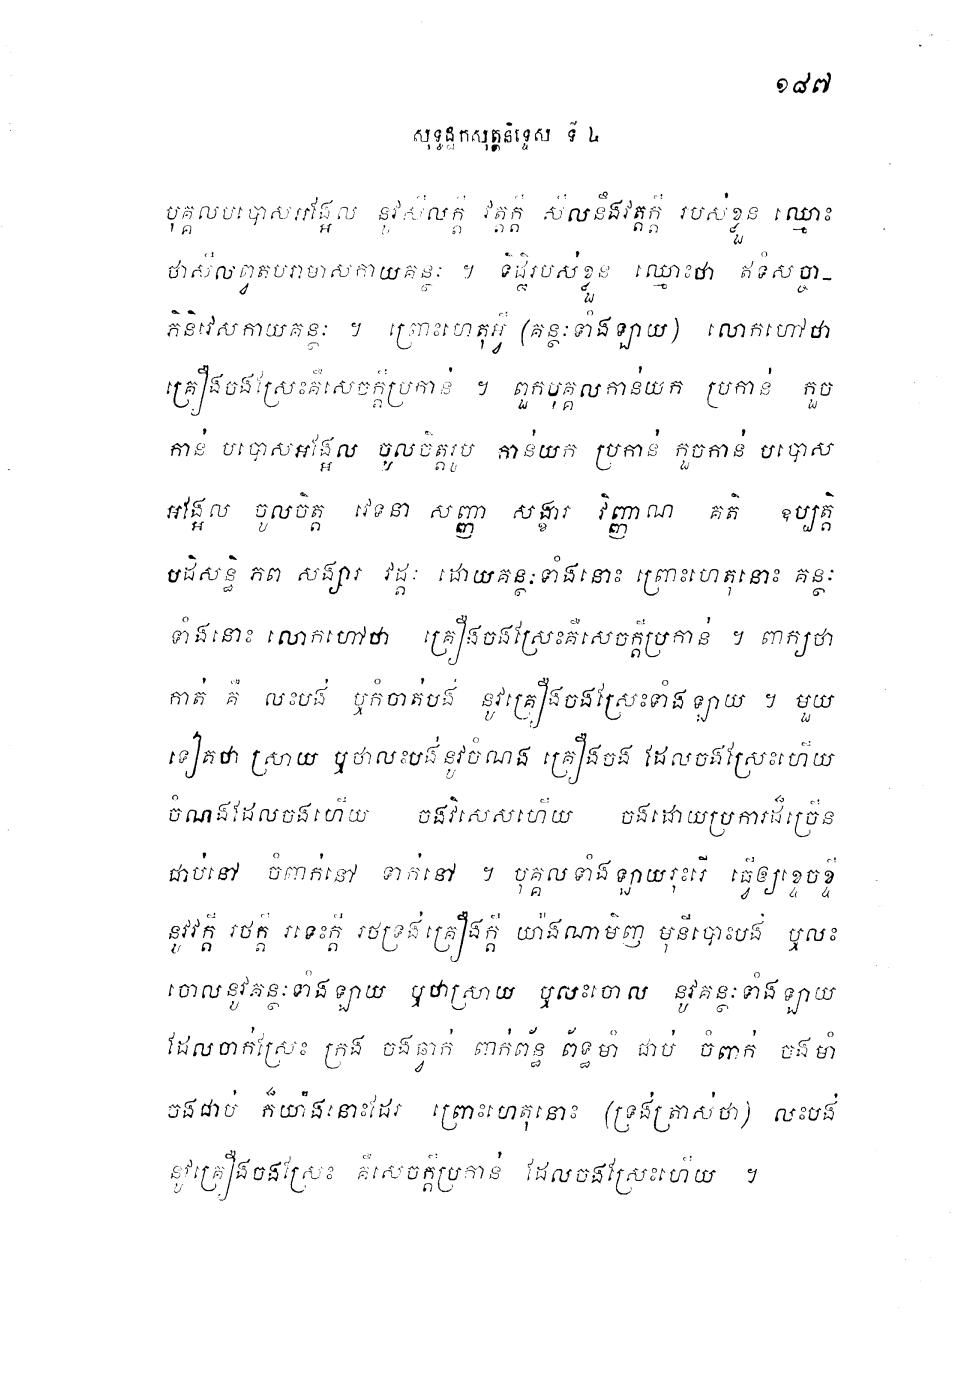 ១៨៧
សុទ្ធដ្ឋកសុត្តនិទ្ទេស ទី ៤
បុគ្គលបបោសអង្អែល នូវសីលក្តី វត្តក្តី សីលនឹងវត្តក្តី របស់ខ្លួន ឈ្មោះ
ថាសីលព្វតបរាមាសកាយគន្ថៈ ។ ទិដ្ឋិរបស់ខ្លួន ឈ្មោះថា ឥទំសច្ចា-
ភិនិវេសកាយគន្ថៈ ។ ព្រោះហេតុអ្វី (គន្ថៈទាំងឡាយ) លោកហៅថា
គ្រឿងចងស្រែះគឺសេចក្តីប្រកាន់ ។ ពួកបុគ្គលកាន់យក ប្រកាន់ កួច
កាន់ បបោសអង្អែល ចូលចិត្តរូប កាន់យក ប្រកាន់ កួចកាន់ បបោស
អង្អែល ចូលចិត្ត វេទនា សញ្ញា សង្ខារ វិញ្ញាណ គតិ ឧប្បត្តិ
បដិសន្ធិ ភព សង្សារ វដ្តៈ ដោយគន្ថៈទាំងនោះ ព្រោះហេតុនោះ គន្ថៈ
ទាំងនោះ លោកហៅថា គ្រឿងចងស្រែះគឺសេចក្តីប្រកាន់ ។ ពាក្យថា
កាត់ គឺ លះបង់ ឬកំចាត់បង់ នូវគ្រឿងចងស្រែះទាំងឡាយ ។ មួយ
ទៀតថា ស្រាយ ឬថាលះបង់នូវចំណង គ្រឿងចង ដែលចងស្រែះហើយ
ចំណងដែលចងហើយ ចងវិសេសហើយ ចងដោយប្រការដ៏ច្រើន
ជាប់នៅ ចំពាក់នៅ ទាក់នៅ ។ បុគ្គលទាំងឡាយរុះរើ ធ្វើឲ្យខ្ទេចខ្ទី
នូវវក្តី រថក្តី រទេះក្តី រថទ្រង់គ្រឿងក្តី យ៉ាងណាមិញ មុនីបោះបង់ ឬលះ
ចោលនូវគន្ថៈទាំងឡាយ ឬថាស្រាយ ឬលះចោល នូវគន្ថៈទាំងឡាយ
ដែលចាក់ស្រែះ ក្រង ចងធ្វាក់ ពាក់ព័ន្ធ ព័ទ្ធមាំ ជាប់ ចំពាក់ ចងមាំ
ចងជាប់ ក៏យ៉ាងនោះដែរ ព្រោះហេតុនោះ (ទ្រង់ត្រាស់ថា) លះបង់
នូវគ្រឿងចងស្រែះ គឺសេចក្តីប្រកាន់ ដែលចងស្រែះហើយ ។